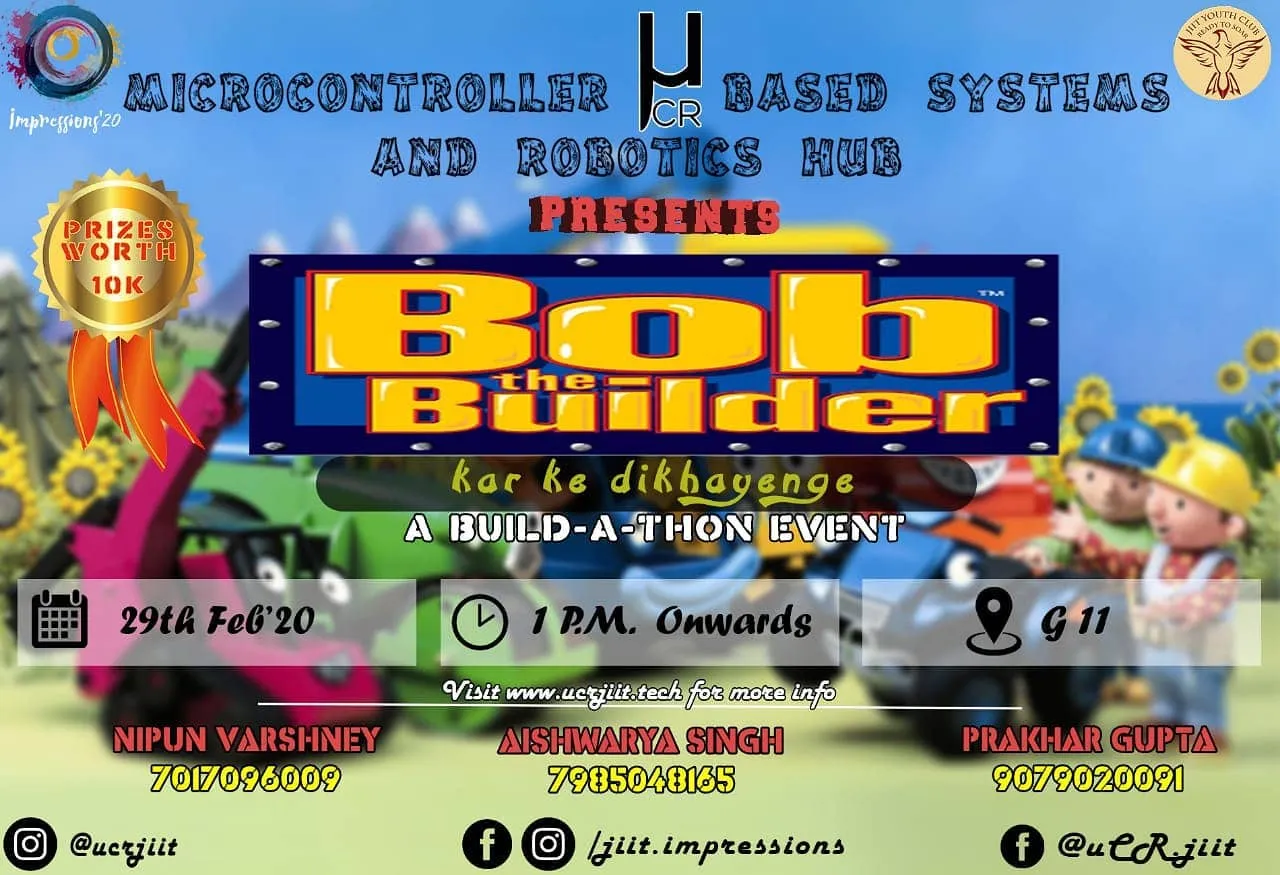 Impressions'20
JIIT YOUTH CLUB
READY TO SOAR
MICROCONTROLLER µCR BASED SYSTEMS
AND ROBOTICS HUB
PRESENTS
PRIZES
WORTH
10K
Bob
the
Builder
TM
kar ke dikhayenge
A BUILD-A-THON EVENT
29th Feb'20
1 P.M. Onwards
G 11
Visit www.ucrjiit.tech for more info
NIPUN VARSHNEY
7017096009
AISHWARYA SINGH
7985048165
PRAKHAR GUPTA
9079020091
@ucrjiit
/jiit.impressions
@uCR.jiit